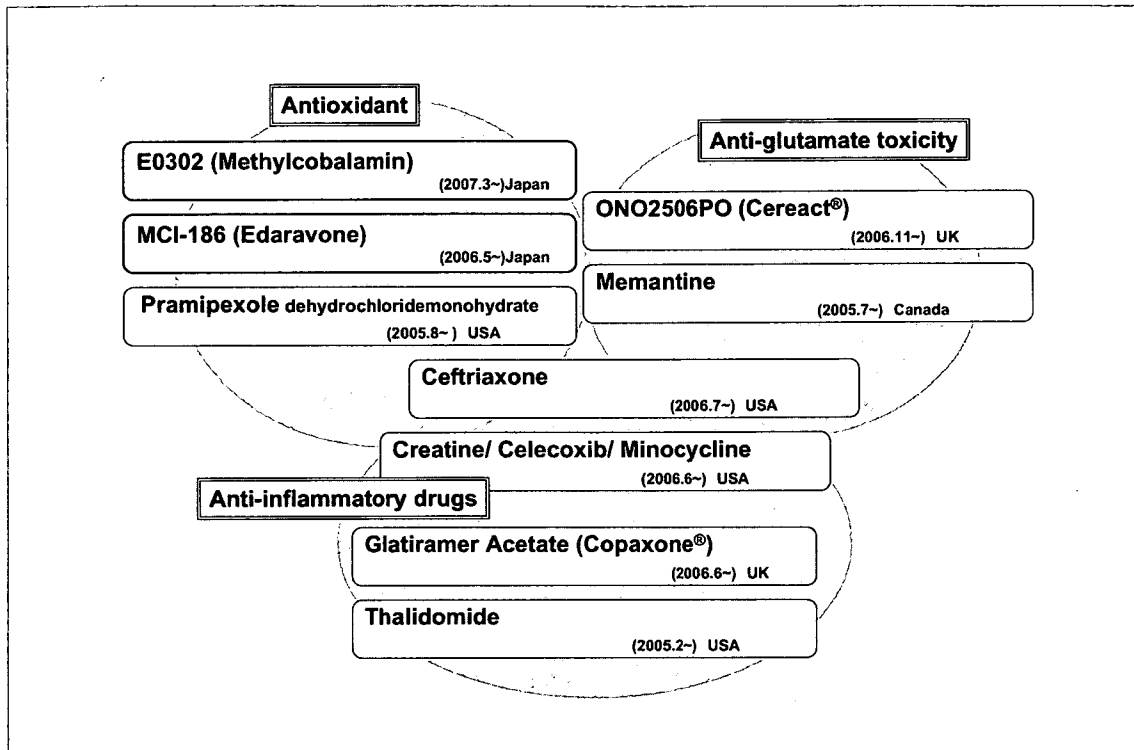 Antioxidant
E0302 (Methylcobalamin)
(2007.3~)Japan
MCI-186 (Edaravone)
(2006.5~)Japan
Pramipexole dehydrochloridemonohydrate
(2005.8~ ) USA
Anti-glutamate toxicity
ONO2506PO (Cereact®)
(2006.11~) UK
Memantine
(2005.7~) Canada
Ceftriaxone
(2006.7~) USA
Creatine/ Celecoxib/ Minocycline
(2006.6~) USA
Anti-inflammatory drugs
Glatiramer Acetate (Copaxone®)
(2006.6~) UK
Thalidomide
(2005.2~) USA